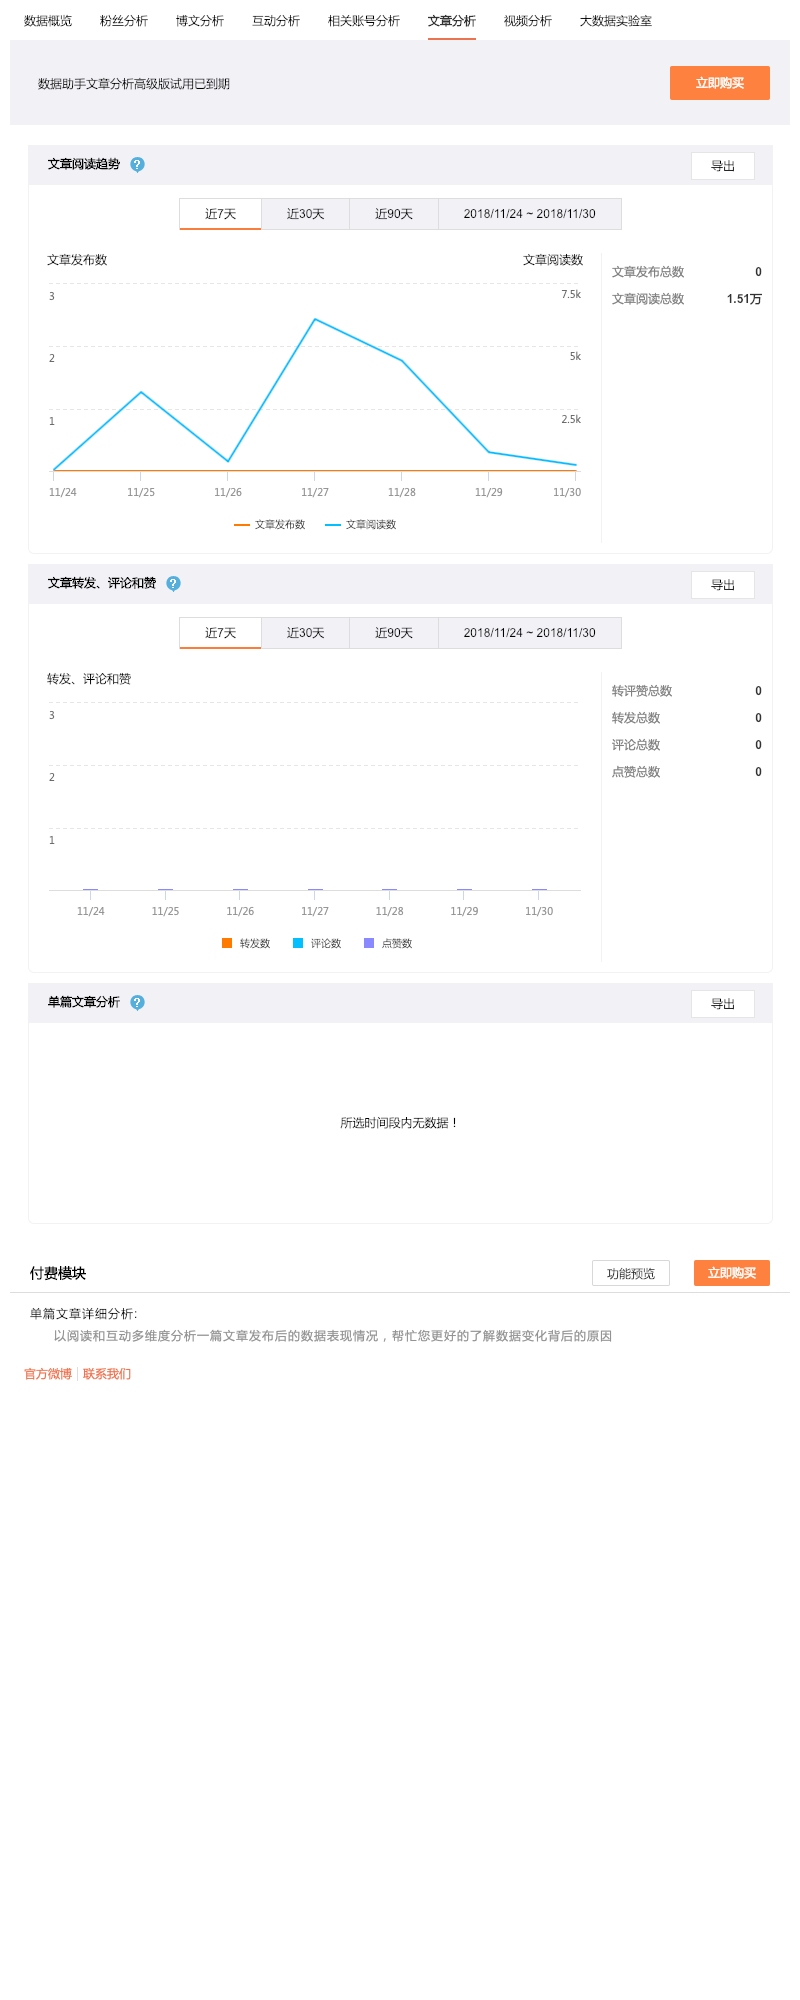 数据概览 粉丝分析 博文分析 互动分析 相关账号分析 文章分析 视频分析 大数据实验室
数据助手文章分析高级版试用已到期 立即购买
文章阅读趋势 ? 导出
近7天 近30天 近90天 2018/11/24 ~ 2018/11/30
文章发布数 文章阅读数
文章发布总数 0
3 7.5k
文章阅读总数 1.51万
2 5k
1 2.5k
11/24 11/25 11/26 11/27 11/28 11/29 11/30
文章发布数 文章阅读数
文章转发、评论和赞 ? 导出
近7天 近30天 近90天 2018/11/24 ~ 2018/11/30
转发、评论和赞
转评赞总数 0
3
转发总数 0
评论总数 0
2
点赞总数 0
1
11/24 11/25 11/26 11/27 11/28 11/29 11/30
转发数 评论数 点赞数
单篇文章分析 ? 导出
所选时间段内无数据！
付费模块 功能预览 立即购买
单篇文章详细分析:
以阅读和互动多维度分析一篇文章发布后的数据表现情况，帮忙您更好的了解数据变化背后的原因
官方微博 联系我们